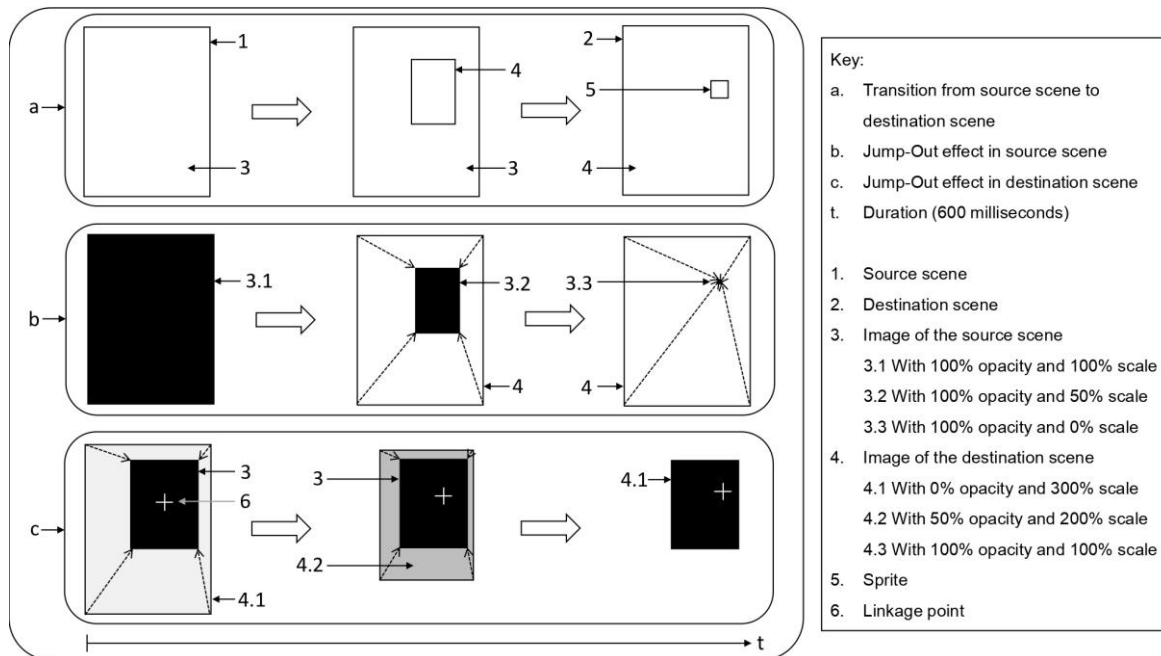 1
2
4
5
a
3
3
4
3.1
3.2
3.3
b
4
4
3
3
4.1
6
c
4.2
4.1
t
Key:
a. Transition from source scene to
destination scene
b. Jump-Out effect in source scene
c. Jump-Out effect in destination scene
t. Duration (600 milliseconds)
1. Source scene
2. Destination scene
3. Image of the source scene
3.1 With 100% opacity and 100% scale
3.2 With 100% opacity and 50% scale
3.3 With 100% opacity and 0% scale
4. Image of the destination scene
4.1 With 0% opacity and 300% scale
4.2 With 50% opacity and 200% scale
4.3 With 100% opacity and 100% scale
5. Sprite
6. Linkage point